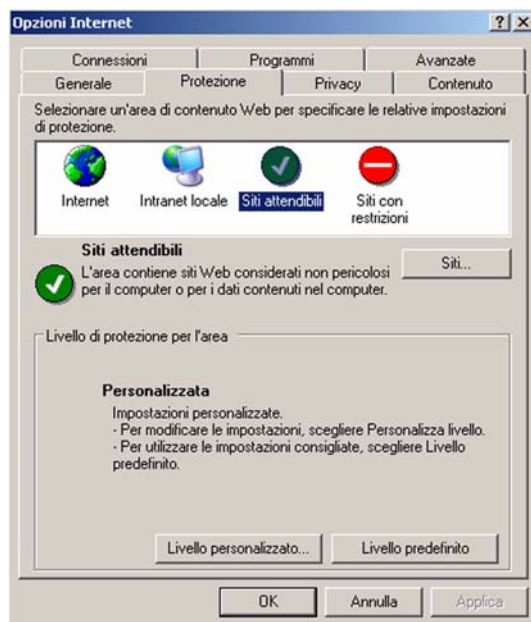 Opzioni Internet
Connessioni Programmi Avanzate
Generale Protezione Privacy Contenuto
Selezionare un'area di contenuto Web per specificare le relative impostazioni
di protezione.
Internet Intranet locale Siti attendibili Siti con
restrizioni
Siti attendibili
L'area contiene siti Web considerati non pericolosi
per il computer o per i dati contenuti nel computer.
Siti...
Livello di protezione per l'area
Personalizzata
Impostazioni personalizzate.
- Per modificare le impostazioni, scegliere Personalizza livello.
- Per utilizzare le impostazioni consigliate, scegliere Livello
predefinito.
Livello personalizzato... Livello predefinito
OK Annulla Applica